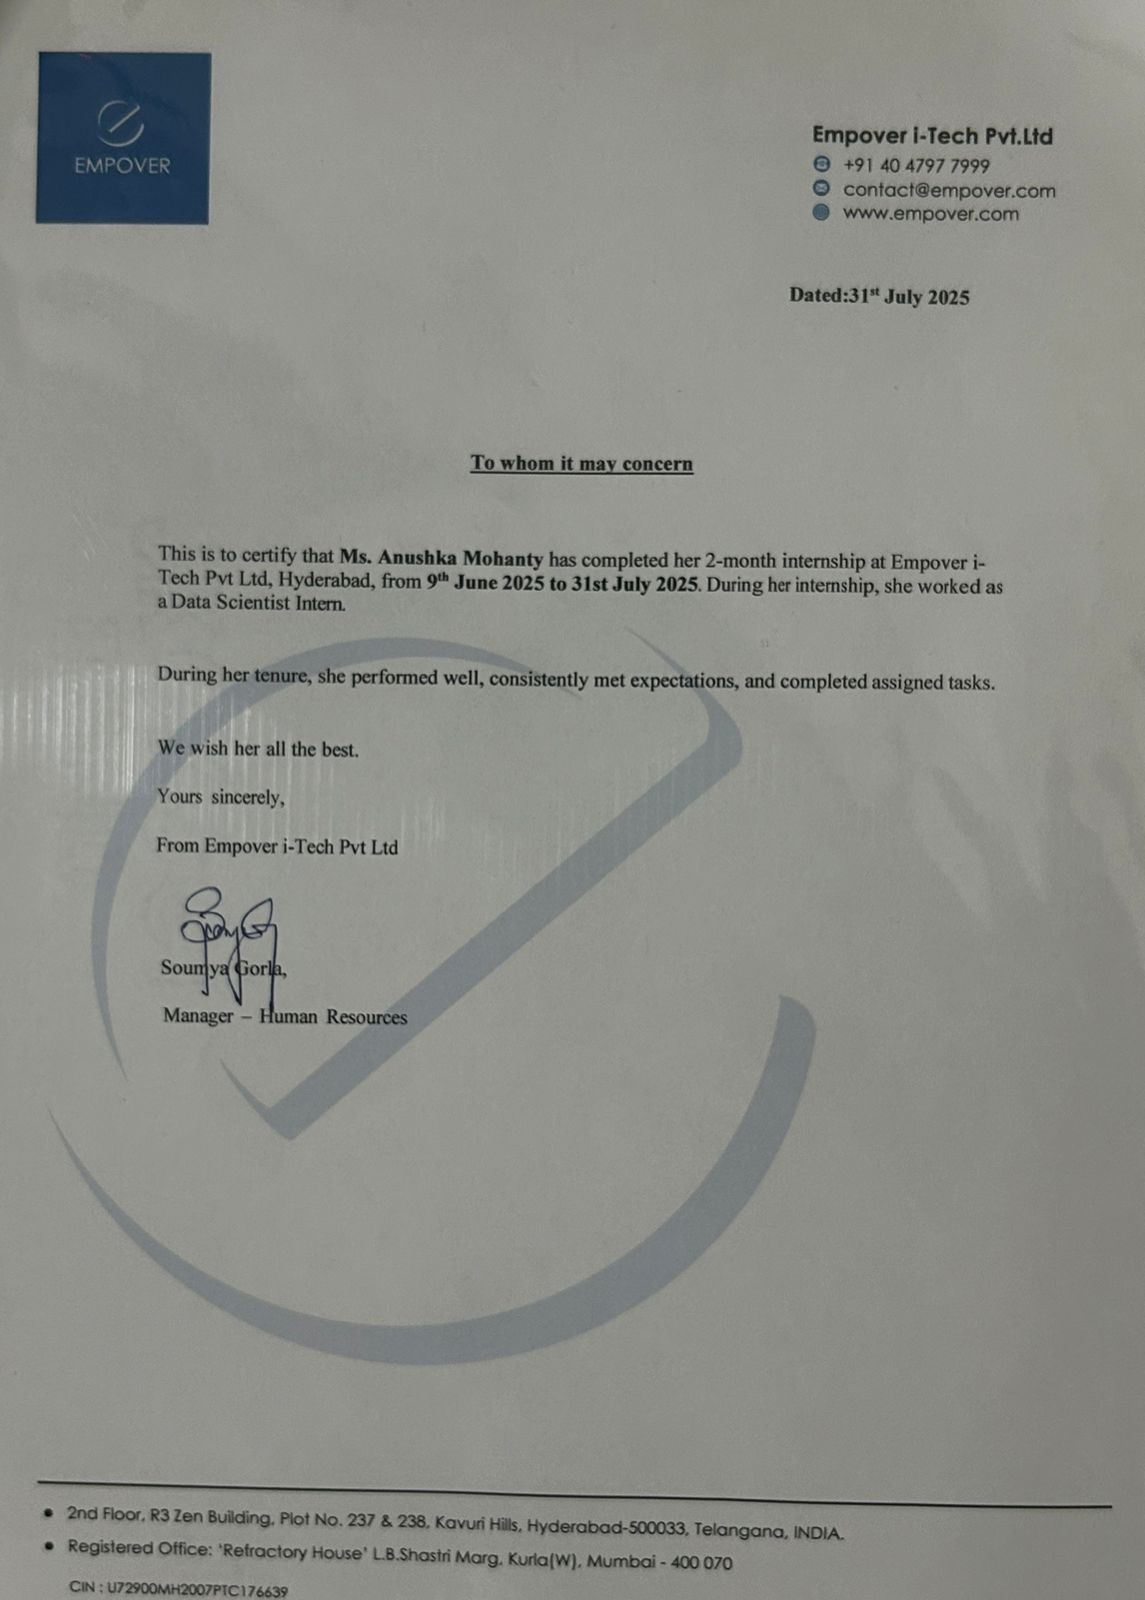 EMPOVER
Empover i-Tech Pvt.Ltd
+91 40 4797 7999
contact@empover.com
www.empover.com
Dated:31st July 2025
To whom it may concern
This is to certify that Ms. Anushka Mohanty has completed her 2-month internship at Empover i-
Tech Pvt Ltd, Hyderabad, from 9th June 2025 to 31st July 2025. During her internship, she worked as
a Data Scientist Intern.
During her tenure, she performed well, consistently met expectations, and completed assigned tasks.
We wish her all the best.
Yours sincerely,
From Empover i-Tech Pvt Ltd
Soumya Gorla,
Manager – Human Resources
2nd Floor, R3 Zen Building, Plot No. 237 & 238, Kavuri Hills, Hyderabad-500033, Telangana, INDIA.
Registered Office: ‘Refractory House’ L.B.Shastri Marg, Kurla(W), Mumbai - 400 070
CIN : U72900MH2007PTC176639